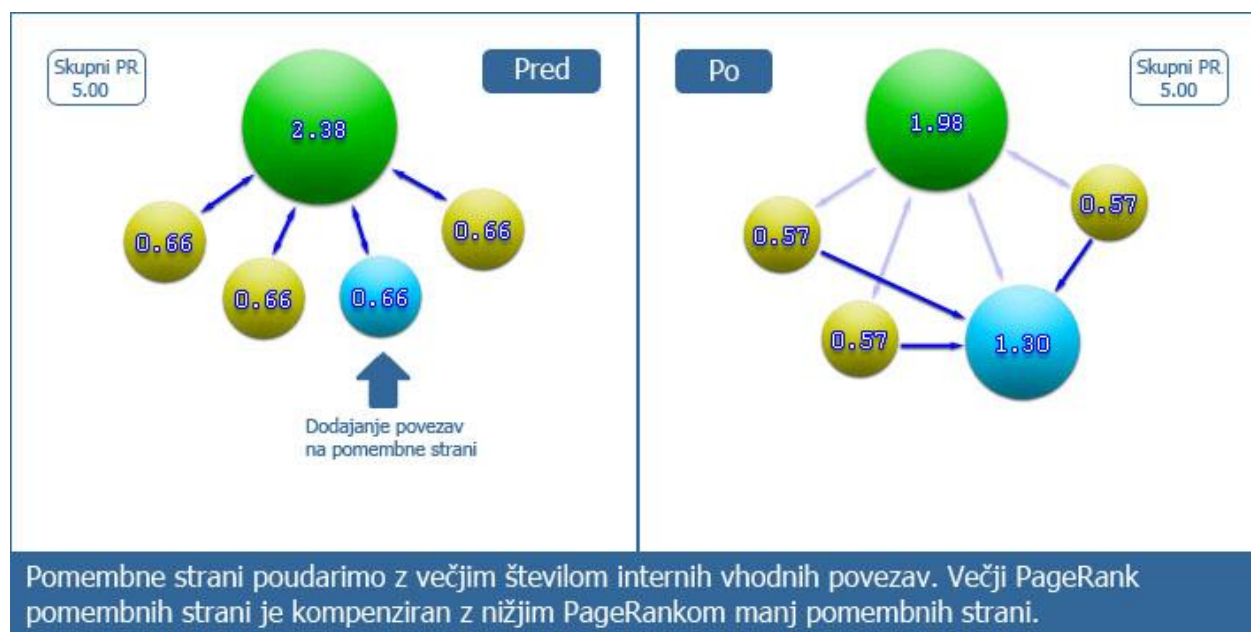 Skupni PR
5.00
Pred
2.38
0.66
0.66
0.66
0.66
Dodajanje povezav
na pomembne strani
Po
Skupni PR
5.00
1.98
0.57
0.57
0.57
1.30
Pomembne strani poudarimo z večjim številom internih vhodnih povezav. Večji PageRank
pomembnih strani je kompenziran z nižjim PageRankom manj pomembnih strani.